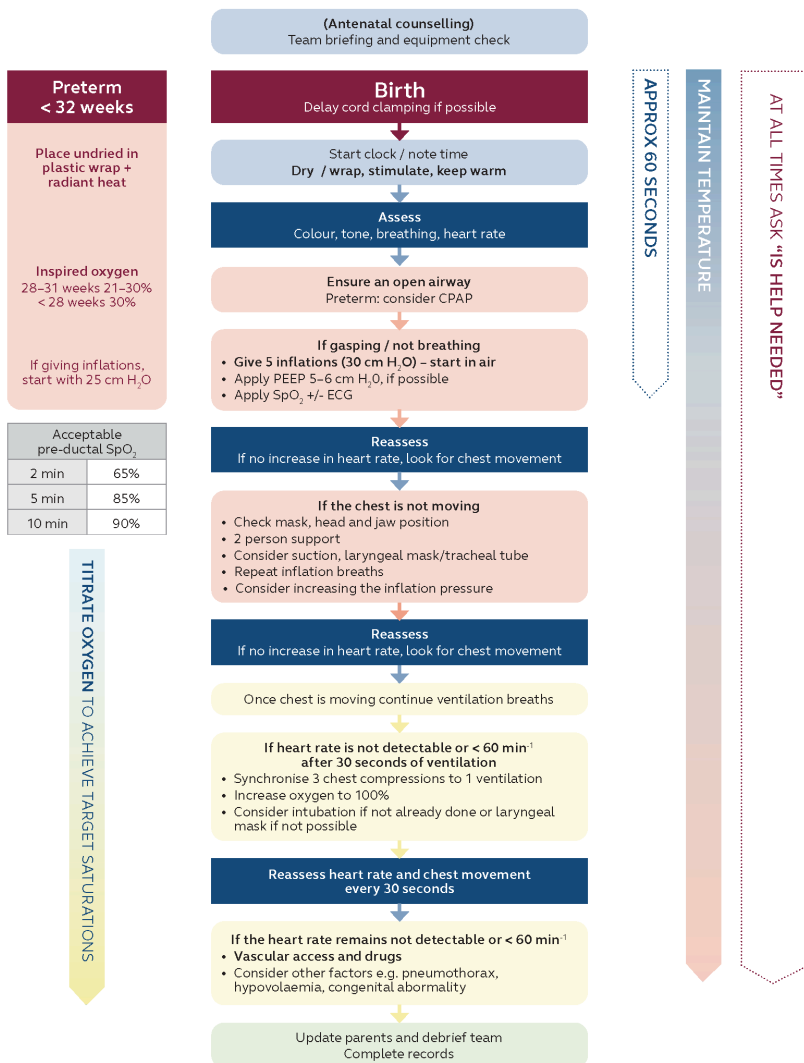 (Antenatal counselling)
Team briefing and equipment check
Preterm
< 32 weeks
Place undried in
plastic wrap +
radiant heat
Inspired oxygen
28–31 weeks 21–30%
< 28 weeks 30%
If giving inflations,
start with 25 cm H₂O
Acceptable
pre-ductal SpO₂
2 min 65%
5 min 85%
10 min 90%
TITRATE OXYGEN TO ACHIEVE TARGET SATURATIONS
Birth
Delay cord clamping if possible
Start clock / note time
Dry / wrap, stimulate, keep warm
Assess
Colour, tone, breathing, heart rate
Ensure an open airway
Preterm: consider CPAP
If gasping / not breathing
• Give 5 inflations (30 cm H₂O) – start in air
• Apply PEEP 5–6 cm H₂0, if possible
• Apply SpO₂ +/- ECG
Reassess
If no increase in heart rate, look for chest movement
If the chest is not moving
• Check mask, head and jaw position
• 2 person support
• Consider suction, laryngeal mask/tracheal tube
• Repeat inflation breaths
• Consider increasing the inflation pressure
Reassess
If no increase in heart rate, look for chest movement
Once chest is moving continue ventilation breaths
If heart rate is not detectable or < 60 min⁻¹
after 30 seconds of ventilation
• Synchronise 3 chest compressions to 1 ventilation
• Increase oxygen to 100%
• Consider intubation if not already done or laryngeal
mask if not possible
Reassess heart rate and chest movement
every 30 seconds
If the heart rate remains not detectable or < 60 min⁻¹
• Vascular access and drugs
• Consider other factors e.g. pneumothorax,
hypovolaemia, congenital abormality
Update parents and debrief team
Complete records
APPROX 60 SECONDS
MAINTAIN TEMPERATURE
AT ALL TIMES ASK “IS HELP NEEDED”